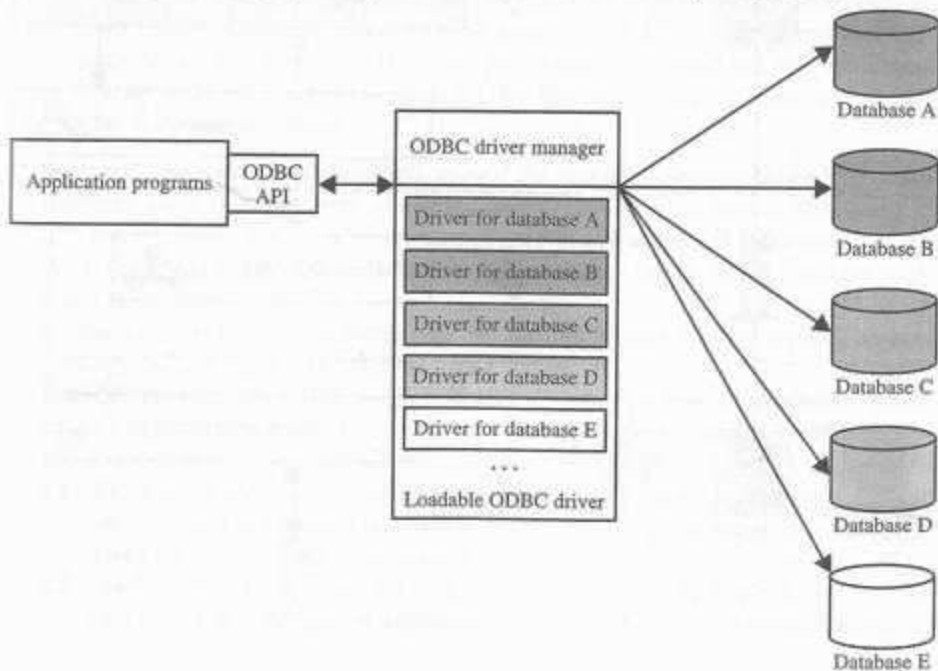 Application programs
ODBC
API
ODBC driver manager
Driver for database A
Driver for database B
Driver for database C
Driver for database D
Driver for database E
...
Loadable ODBC driver
Database A
Database B
Database C
Database D
Database E